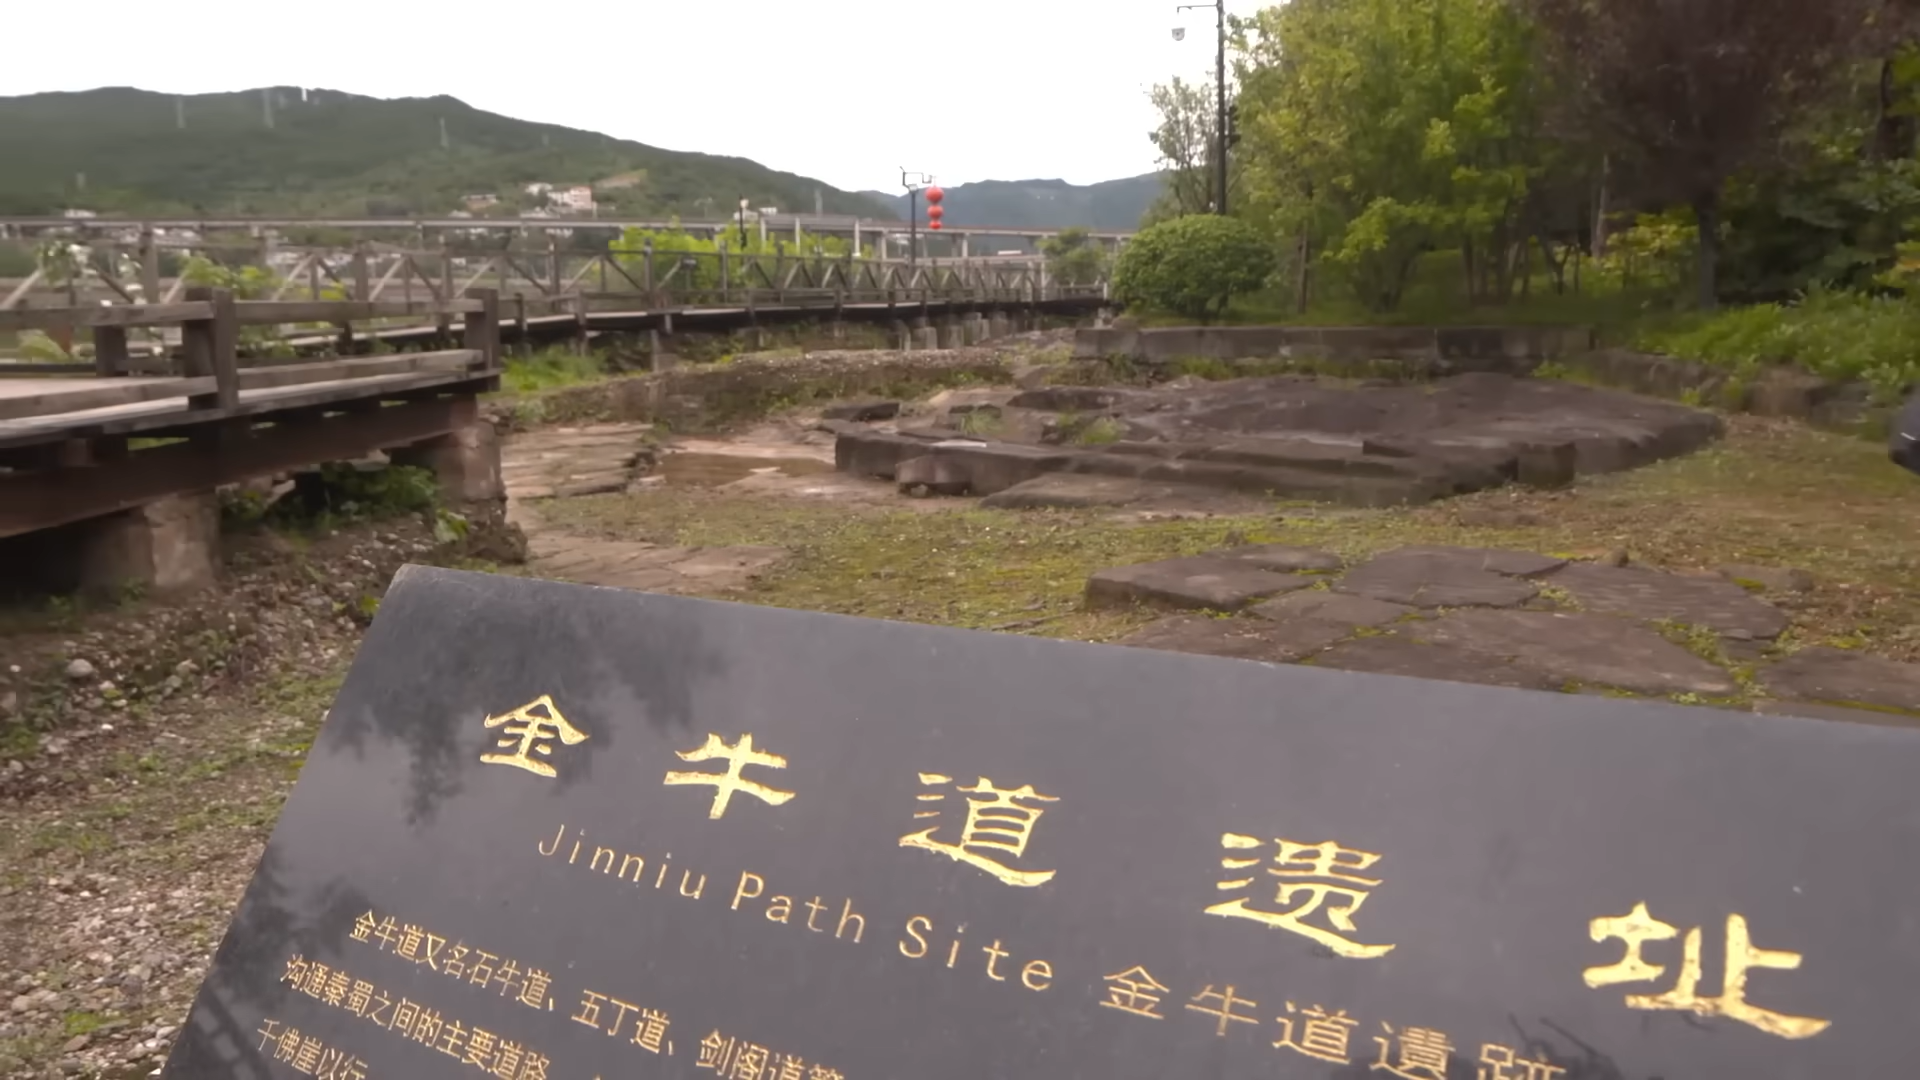 金牛道遗址
Jinniu Path Site 金牛道遺跡
金牛道又名石牛道、五丁道、剑阁道等
沟通秦蜀之间的主要道路
千佛崖以行